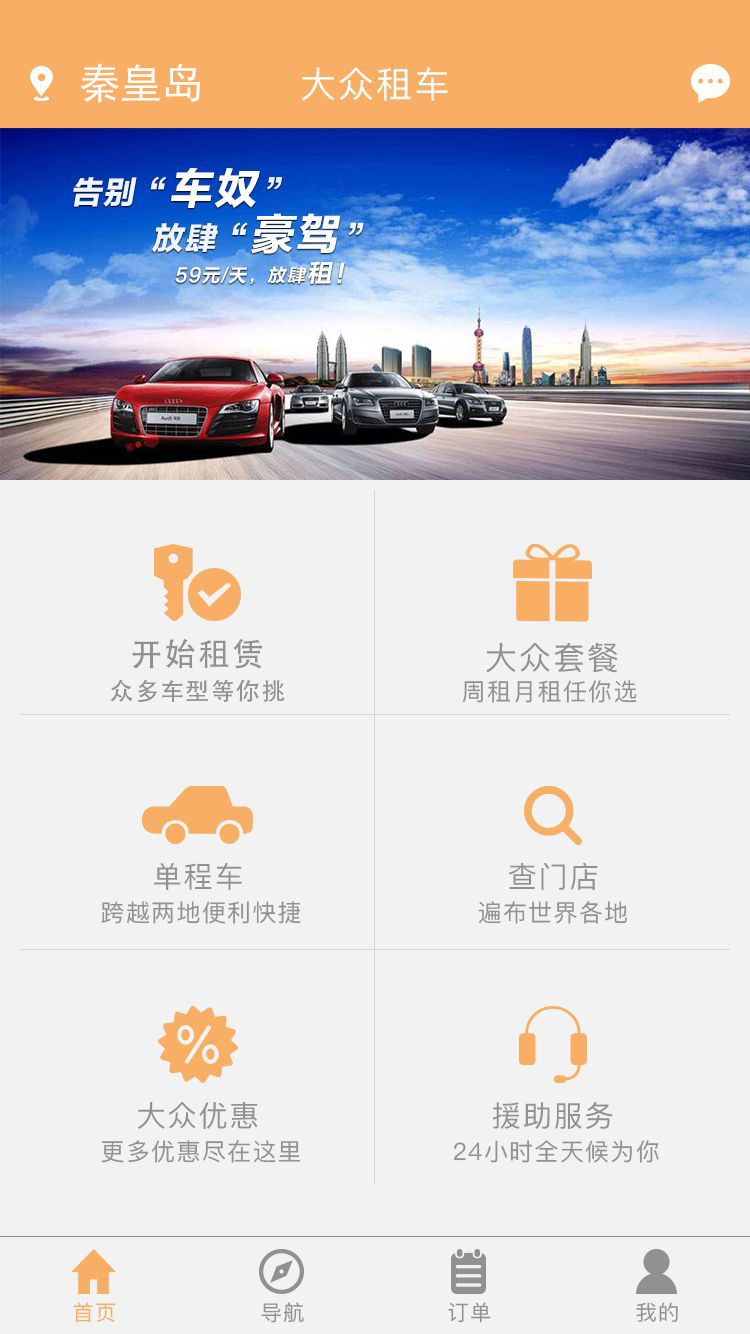 秦皇岛
大众租车
告别“车奴”
放肆“豪驾”
59元/天，放肆租！
Audi R8
开始租赁
众多车型等你挑
大众套餐
周租月租任你选
单程车
跨越两地便利快捷
查门店
遍布世界各地
%
大众优惠
更多优惠尽在这里
援助服务
24小时全天候为你
首页
导航
订单
我的